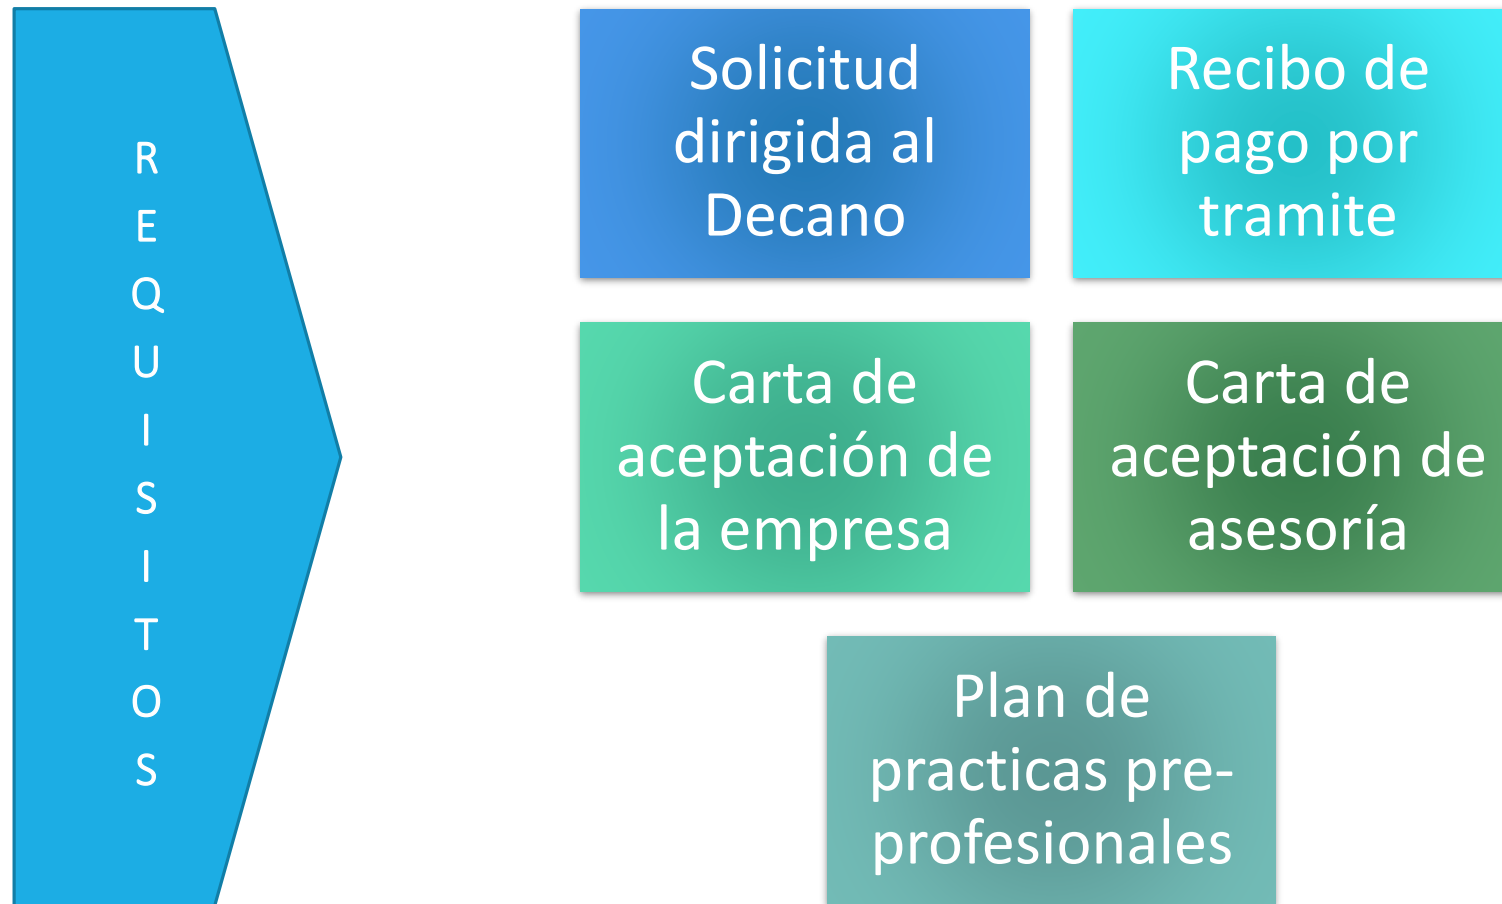 R
E
Q
U
I
S
I
T
O
S
Solicitud
dirigida al
Decano
Recibo de
pago por
tramite
Carta de
aceptación de
la empresa
Carta de
aceptación de
asesoría
Plan de
practicas pre-
profesionales